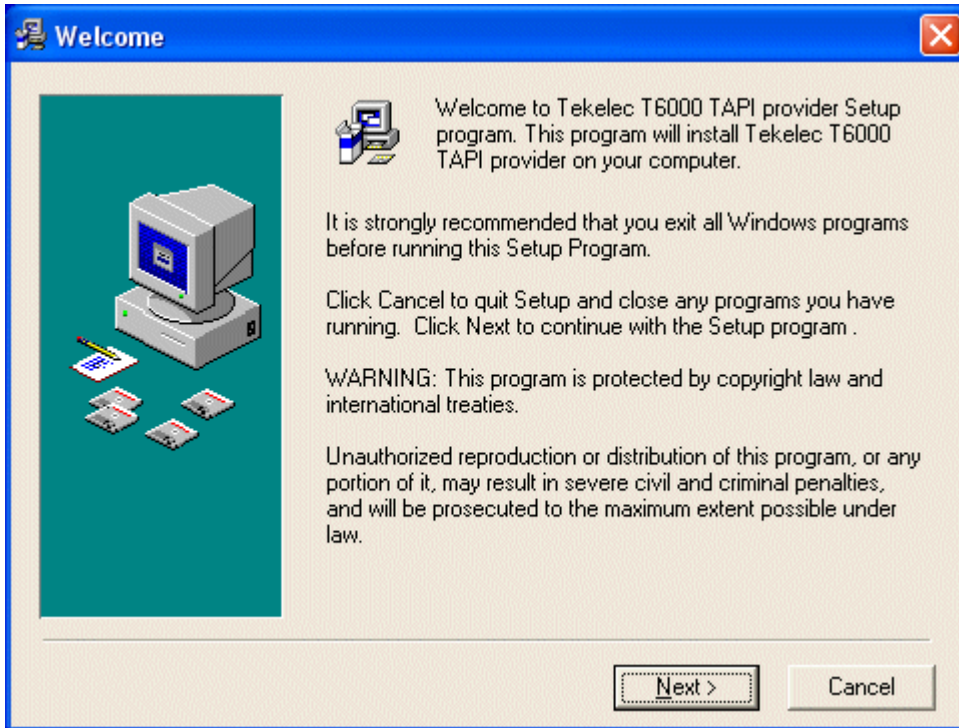 Welcome
Welcome to Tekelec T6000 TAPI provider Setup
program. This program will install Tekelec T6000
TAPI provider on your computer.
It is strongly recommended that you exit all Windows programs
before running this Setup Program.
Click Cancel to quit Setup and close any programs you have
running.  Click Next to continue with the Setup program .
WARNING: This program is protected by copyright law and
international treaties.
Unauthorized reproduction or distribution of this program, or any
portion of it, may result in severe civil and criminal penalties,
and will be prosecuted to the maximum extent possible under
law.
Next >
Cancel